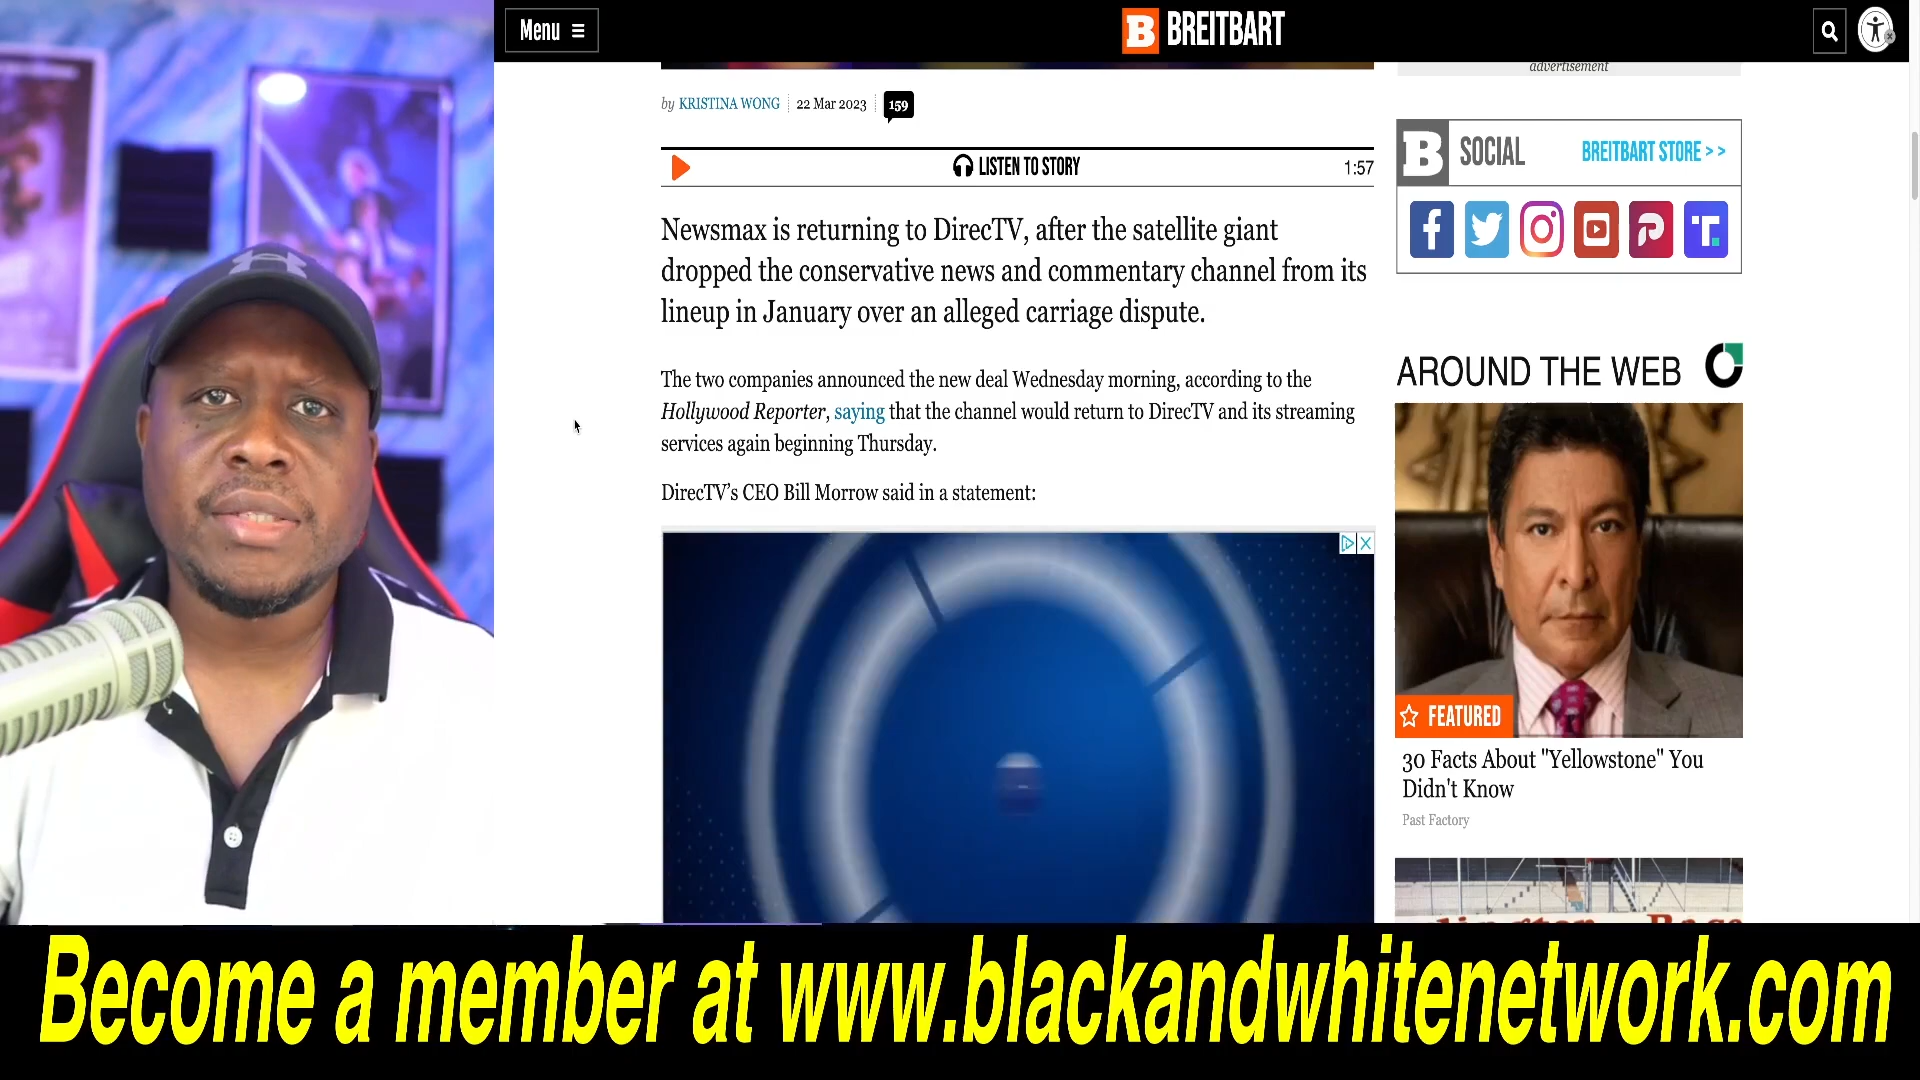 Menu
BREITBART
advertisement
by KRISTINA WONG 22 Mar 2023 159
LISTEN TO STORY 1:57
Newsmax is returning to DirecTV, after the satellite giant
dropped the conservative news and commentary channel from its
lineup in January over an alleged carriage dispute.
The two companies announced the new deal Wednesday morning, according to the
Hollywood Reporter, saying that the channel would return to DirecTV and its streaming
services again beginning Thursday.
DirecTV’s CEO Bill Morrow said in a statement:
SOCIAL
BREITBART STORE > >
AROUND THE WEB
FEATURED
30 Facts About "Yellowstone" You
Didn't Know
Past Factory
Become a member at www.blackandwhitenetwork.com